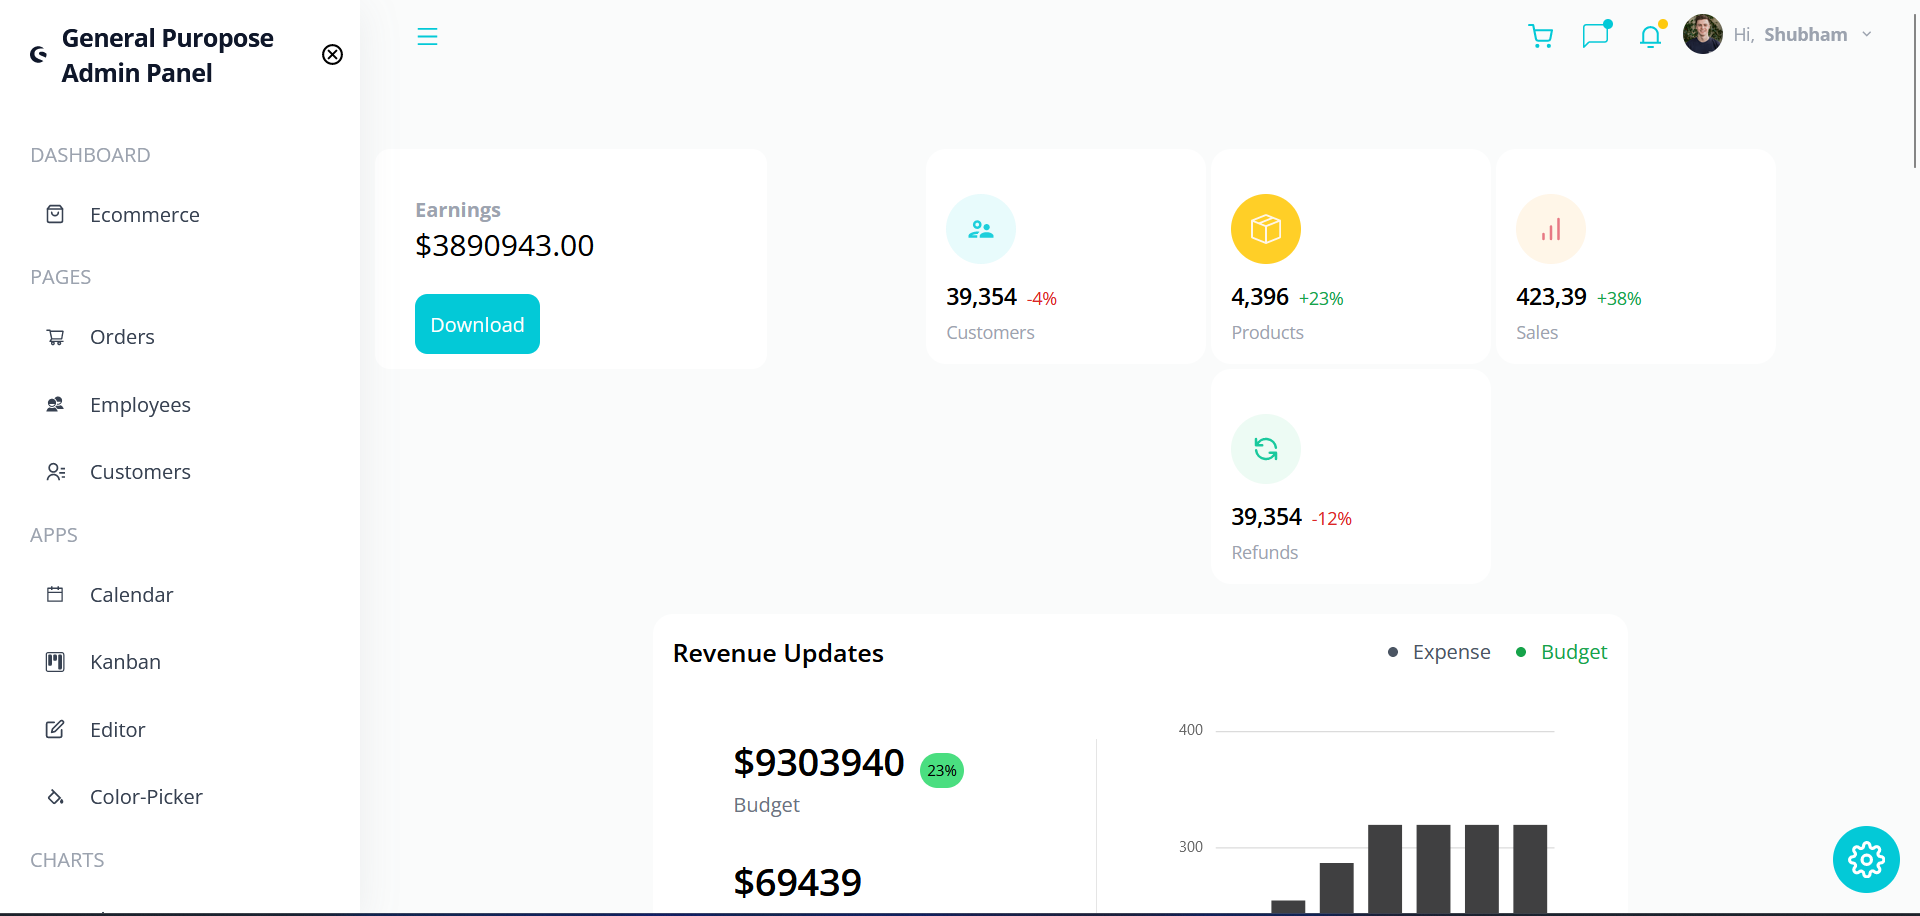 General Puropose
Admin Panel
DASHBOARD
Ecommerce
PAGES
Orders
Employees
Customers
APPS
Calendar
Kanban
Editor
Color-Picker
CHARTS
Hi, Shubham
Earnings
$3890943.00
Download
39,354 -4%
Customers
4,396 +23%
Products
423,39 +38%
Sales
39,354 -12%
Refunds
Revenue Updates
Expense
Budget
$9303940 23%
Budget
$69439
400
300